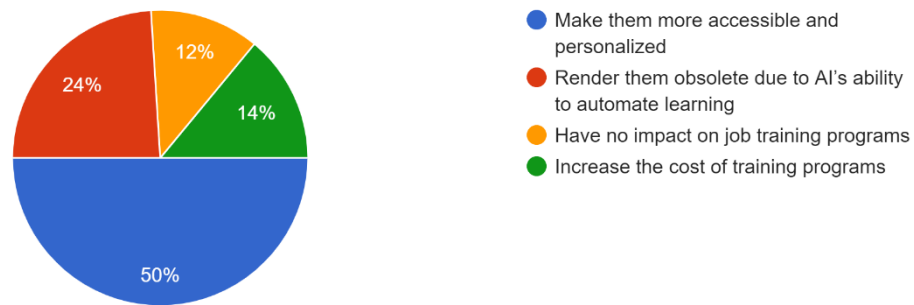 24%
12%
14%
50%
Make them more accessible and
personalized
Render them obsolete due to AI's ability
to automate learning
Have no impact on job training programs
Increase the cost of training programs